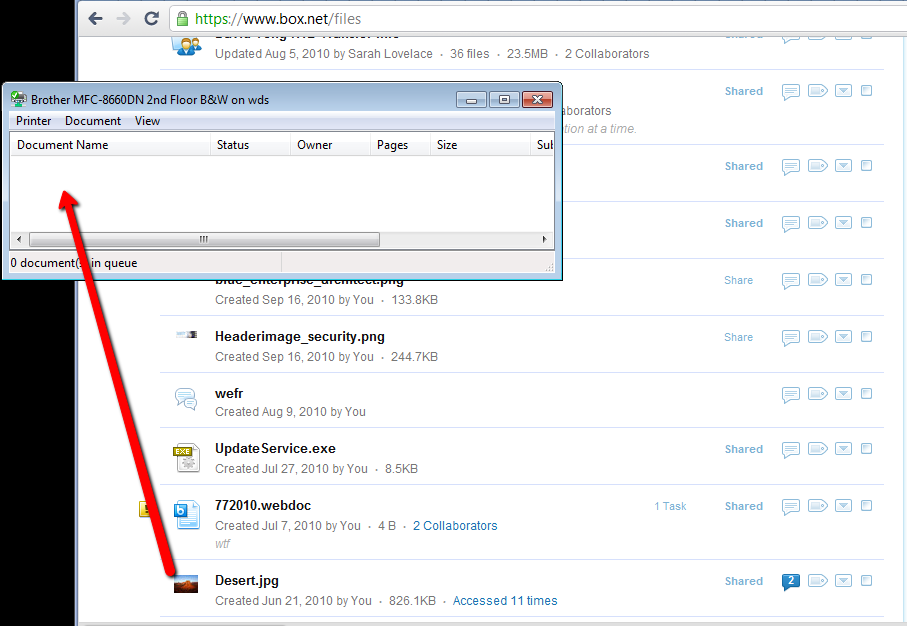 https://www.box.net/files
Updated Aug 5, 2010 by Sarah Lovelace · 36 files · 23.5MB · 2 Collaborators
Brother MFC-8660DN 2nd Floor B&W on wds
Printer Document View
Document Name Status Owner Pages Size Sub
0 document(s) in queue
Shared
aborators
tion at a time.
Shared
Shared
blue_enterprise_architect.png Share
Created Sep 16, 2010 by You · 133.8KB
Headerimage_security.png Share
Created Sep 16, 2010 by You · 244.7KB
wefr
Created Aug 9, 2010 by You
EXE
UpdateService.exe Shared
Created Jul 27, 2010 by You · 8.5KB
b
772010.webdoc 1 Task Shared
Created Jul 7, 2010 by You · 4 B · 2 Collaborators
wtf
Desert.jpg Shared 2
Created Jun 21, 2010 by You · 826.1KB · Accessed 11 times